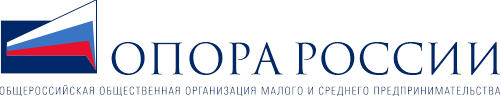 ОПОРА РОССИИ
ОБЩЕРОССИЙСКАЯ ОБЩЕСТВЕННАЯ ОРГАНИЗАЦИЯ МАЛОГО И СРЕДНЕГО ПРЕДПРИНИМАТЕЛЬСТВА